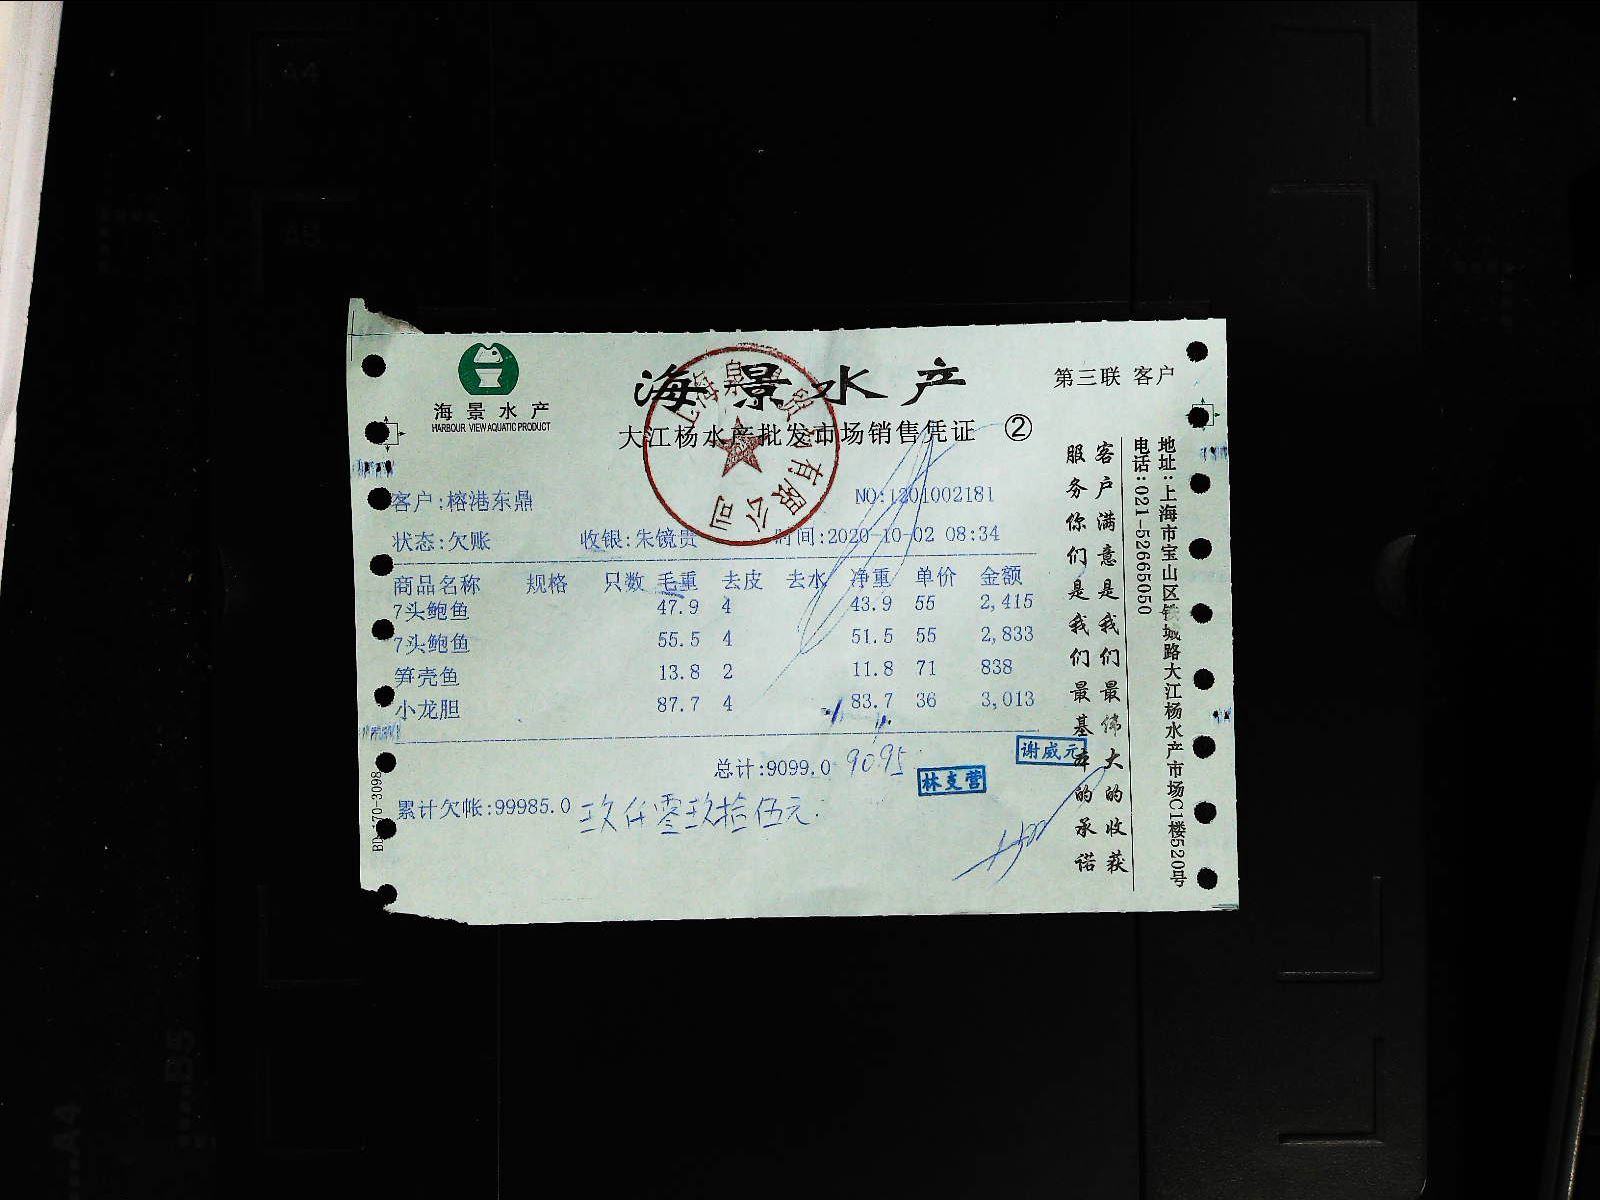 海景水产
HARBOUR VIEW AQUATIC PRODUCT
海景水产
大江杨水产批发市场销售凭证 ②
第三联 客户
客户:榕港东鼎
NO:1201002181
状态:欠账 收银:朱镜贵 时间:2020-10-02 08:34
商品名称 规格 只数 毛重 去皮 去水 净重 单价 金额
7头鲍鱼 47.9 4 43.9 55 2,415
7头鲍鱼 55.5 4 51.5 55 2,833
笋壳鱼 13.8 2 11.8 71 838
小龙胆 87.7 4 83.7 36 3,013
总计:9099.0 9095
林支营
谢威元
累计欠帐:99985.0 玖仟零玖拾伍元.
客户满意是我们最伟大的收获
服务你们是我们最基本的承诺
地址:上海市宝山区铁城路大江杨水产市场C1楼520号
电话:021-52665050
有限公司
A4
A5
B5
A4